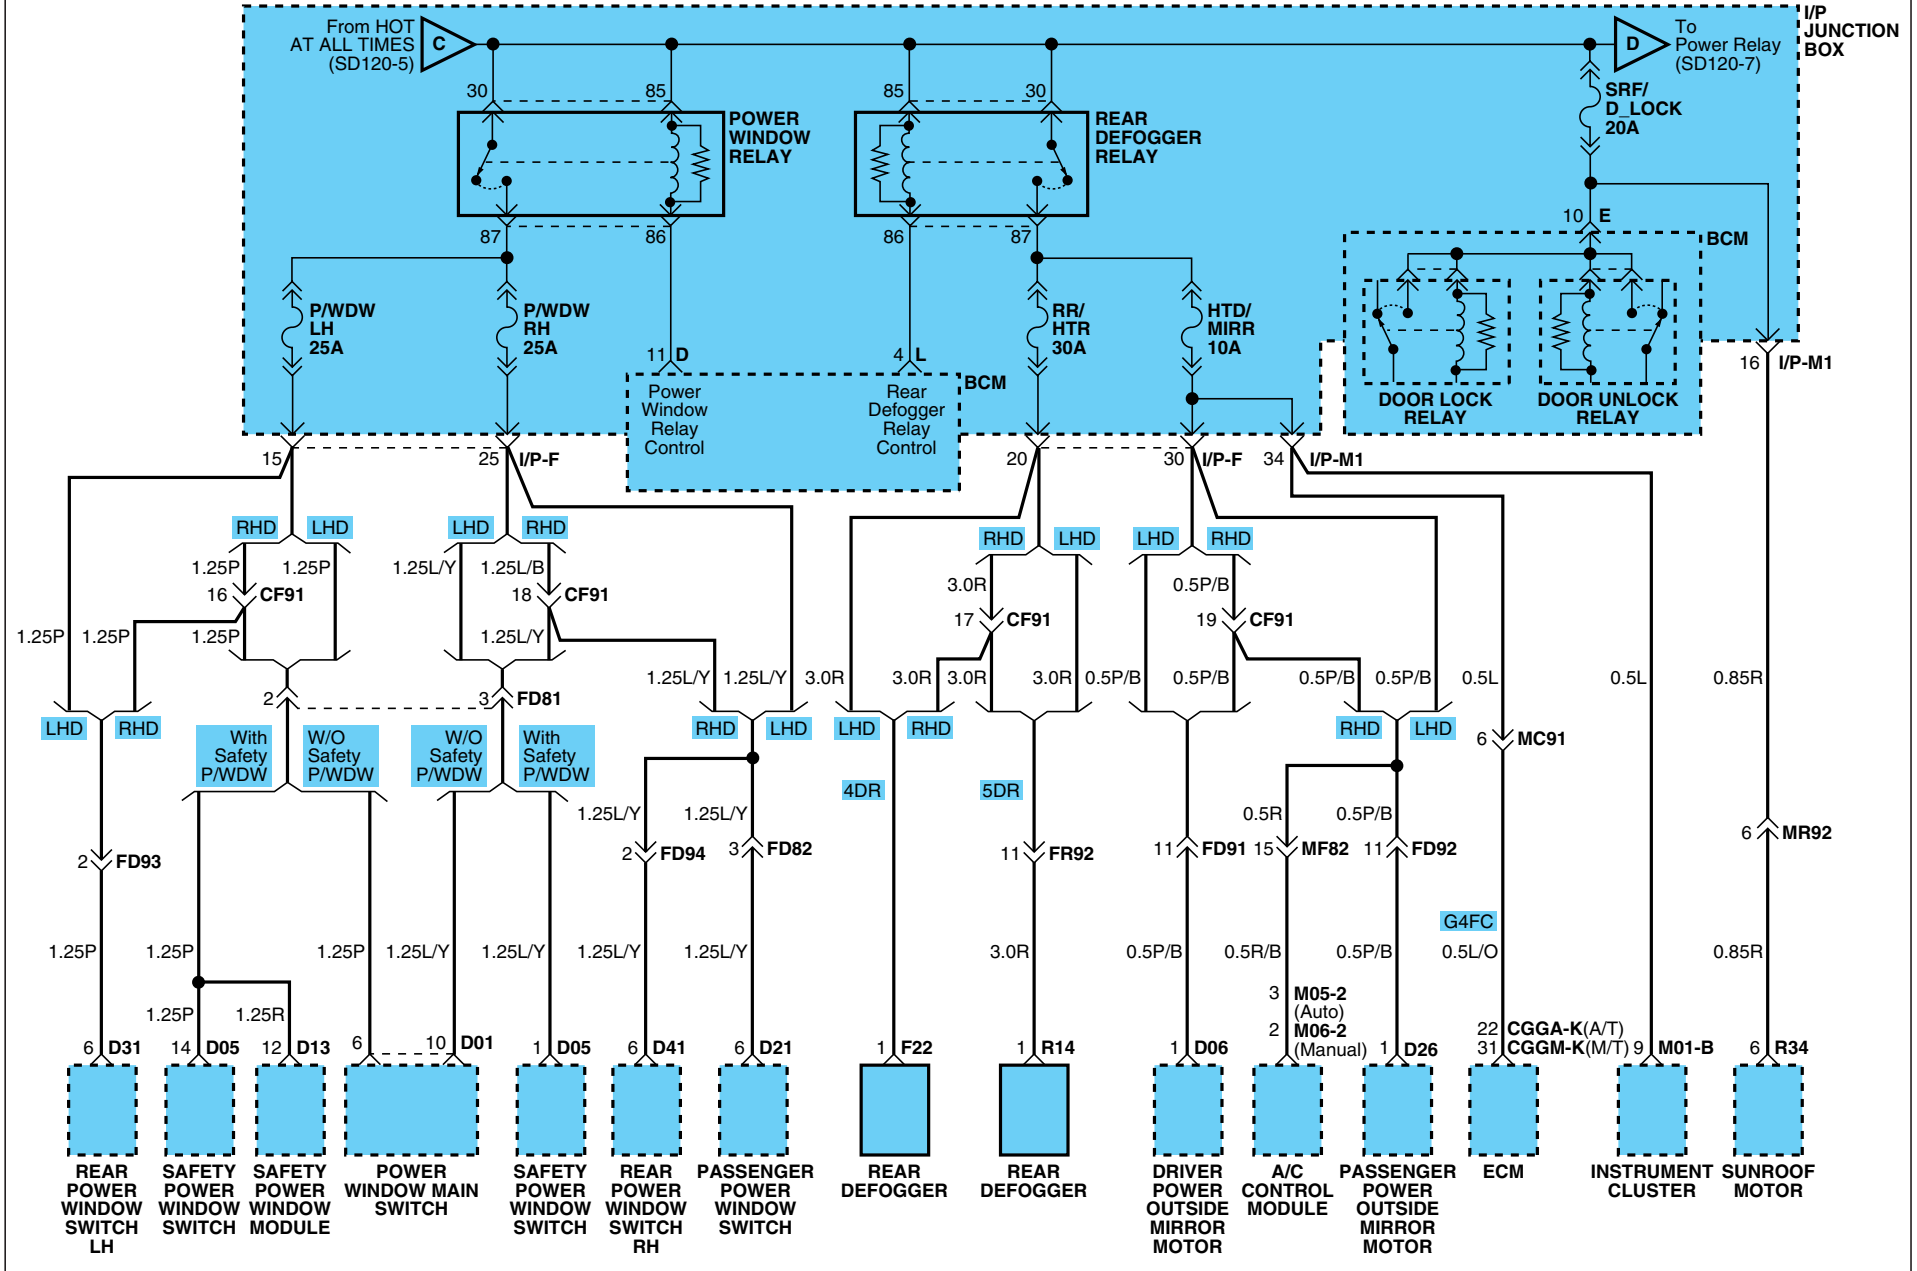 From HOT
AT ALL TIMES
(SD120-5)
C
D
To
Power Relay
(SD120-7)
I/P
JUNCTION
BOX
30
85
85
30
SRF/
D_LOCK
20A
POWER
WINDOW
RELAY
REAR
DEFOGGER
RELAY
87
86
86
87
10
E
BCM
P/WDW
LH
25A
P/WDW
RH
25A
RR/
HTR
30A
HTD/
MIRR
10A
11
D
4
L
BCM
Power
Window
Relay
Control
Rear
Defogger
Relay
Control
DOOR LOCK
RELAY
DOOR UNLOCK
RELAY
16
I/P-M1
15
25
I/P-F
20
30
I/P-F
34
I/P-M1
RHD
LHD
LHD
RHD
RHD
LHD
LHD
RHD
1.25P
1.25P
1.25L/Y
1.25L/B
3.0R
0.5P/B
16
CF91
18
CF91
17
CF91
19
CF91
1.25P
1.25P
1.25P
1.25L/Y
1.25L/Y
1.25L/Y
3.0R
3.0R
3.0R
3.0R
0.5P/B
0.5P/B
0.5P/B
0.5P/B
0.5L
0.5L
0.85R
2
3
FD81
LHD
RHD
RHD
LHD
LHD
RHD
RHD
LHD
With
Safety
P/WDW
W/O
Safety
P/WDW
W/O
Safety
P/WDW
With
Safety
P/WDW
6
MC91
4DR
5DR
1.25L/Y
1.25L/Y
0.5R
0.5P/B
6
MR92
2
FD93
2
FD94
3
FD82
11
FR92
11
FD91
15
MF82
11
FD92
G4FC
1.25P
1.25P
1.25P
1.25L/Y
1.25L/Y
1.25L/Y
1.25L/Y
3.0R
0.5P/B
0.5R/B
0.5P/B
0.5L/O
0.85R
1.25P
1.25R
3
M05-2
(Auto)
2
M06-2
(Manual)
22
CGGA-K(A/T)
31
CGGM-K(M/T)
6
D31
14
D05
12
D13
6
10
D01
1
D05
6
D41
6
D21
1
F22
1
R14
1
D06
1
D26
9
M01-B
6
R34
REAR
POWER
WINDOW
SWITCH
LH
SAFETY
POWER
WINDOW
SWITCH
SAFETY
POWER
WINDOW
MODULE
POWER
WINDOW MAIN
SWITCH
SAFETY
POWER
WINDOW
SWITCH
REAR
POWER
WINDOW
SWITCH
RH
PASSENGER
POWER
WINDOW
SWITCH
REAR
DEFOGGER
REAR
DEFOGGER
DRIVER
POWER
OUTSIDE
MIRROR
MOTOR
A/C
CONTROL
MODULE
PASSENGER
POWER
OUTSIDE
MIRROR
MOTOR
ECM
INSTRUMENT
CLUSTER
SUNROOF
MOTOR